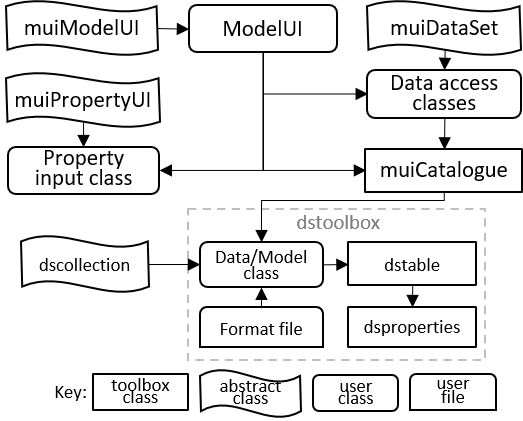 muiModelUI
ModelUI
muiDataSet
muiPropertyUI
Data access
classes
Property
input class
muiCatalogue
dstoolbox
dscollection
Data/Model
class
dstable
Format file
dsproperties
Key:
toolbox
class
abstract
class
user
class
user
file